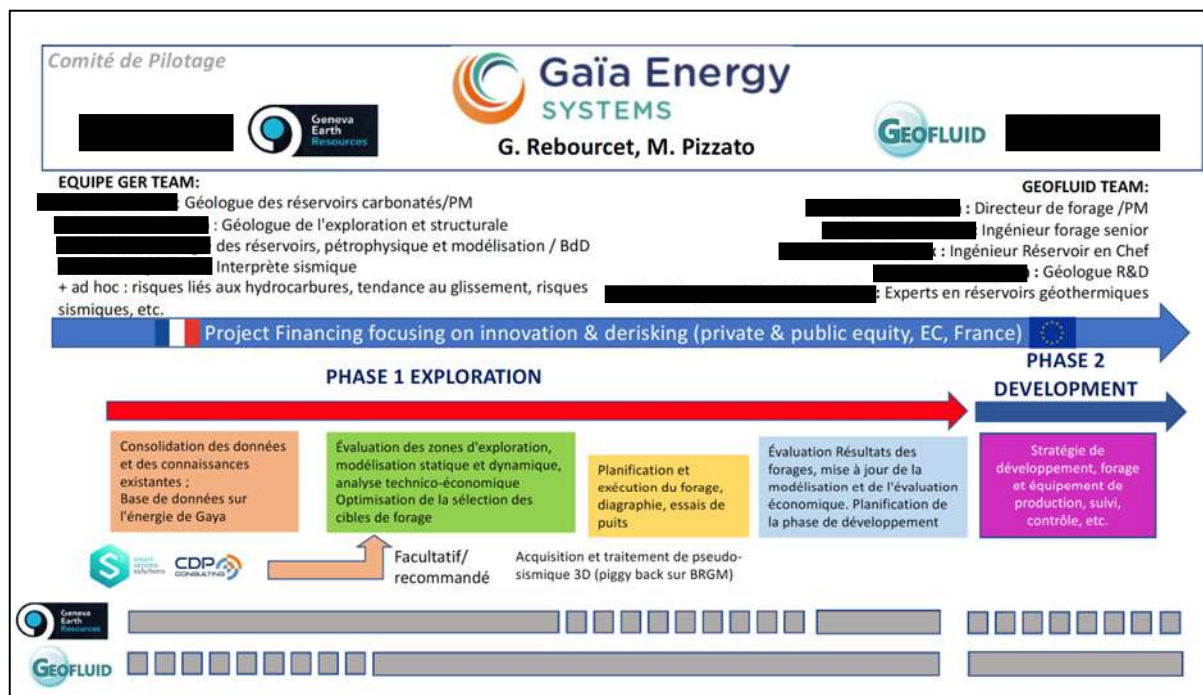 Comité de Pilotage
Geneva
Earth
Resources
Gaïa Energy
SYSTEMS
G. Rebourcet, M. Pizzato
GEOFLUID
EQUIPE GER TEAM:
: Géologue des réservoirs carbonatés/PM
: Géologue de l'exploration et structurale
des réservoirs, pétrophysique et modélisation / BdD
Interprète sismique
+ ad hoc : risques liés aux hydrocarbures, tendance au glissement, risques
sismiques, etc.
GEOFLUID TEAM:
: Directeur de forage /PM
: Ingénieur forage senior
: Ingénieur Réservoir en Chef
: Géologue R&D
: Experts en réservoirs géothermiques
Project Financing focusing on innovation & derisking (private & public equity, EC, France)
PHASE 1 EXPLORATION
PHASE 2
DEVELOPMENT
Consolidation des données
et des connaissances
existantes ;
Base de données sur
l'énergie de Gaya
Évaluation des zones d'exploration,
modélisation statique et dynamique,
analyse technico-économique
Optimisation de la sélection des
cibles de forage
Planification et
exécution du forage,
diagraphie, essais de
puits
Évaluation Résultats des
forages, mise à jour de la
modélisation et de l'évaluation
économique. Planification de
la phase de développement
Stratégie de
développement, forage
et équipement de
production, suivi,
contrôle, etc.
smart
seismic
solutions
CDP
CONSULTING
Facultatif/
recommandé
Acquisition et traitement de pseudo-
sismique 3D (piggy back sur BRGM)
Geneva
Earth
Resources
GEOFLUID